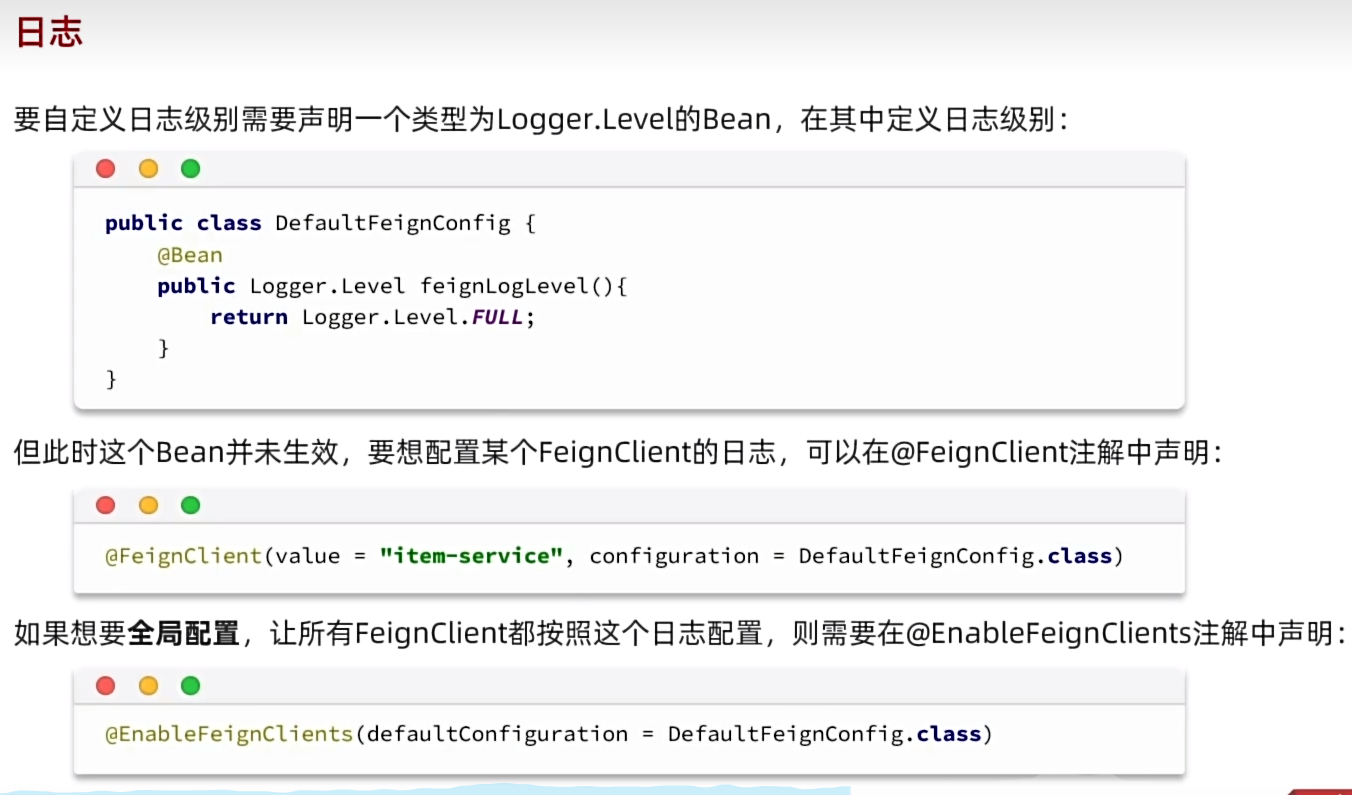 日志
要自定义日志级别需要声明一个类型为Logger.Level的Bean，在其中定义日志级别：
public class DefaultFeignConfig {
    @Bean
    public Logger.Level feignLogLevel(){
        return Logger.Level.FULL;
    }
}
但此时这个Bean并未生效，要想配置某个FeignClient的日志，可以在@FeignClient注解中声明：
@FeignClient(value = "item-service", configuration = DefaultFeignConfig.class)
如果想要全局配置，让所有FeignClient都按照这个日志配置，则需要在@EnableFeignClients注解中声明：
@EnableFeignClients(defaultConfiguration = DefaultFeignConfig.class)